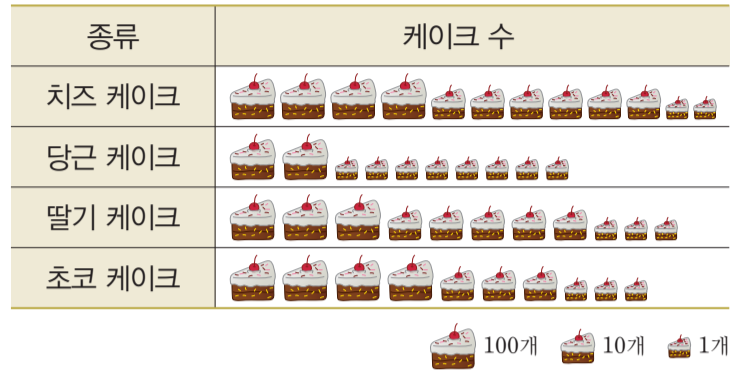 종류 케이크 수
치즈 케이크
당근 케이크
딸기 케이크
초코 케이크
100개 10개 1개